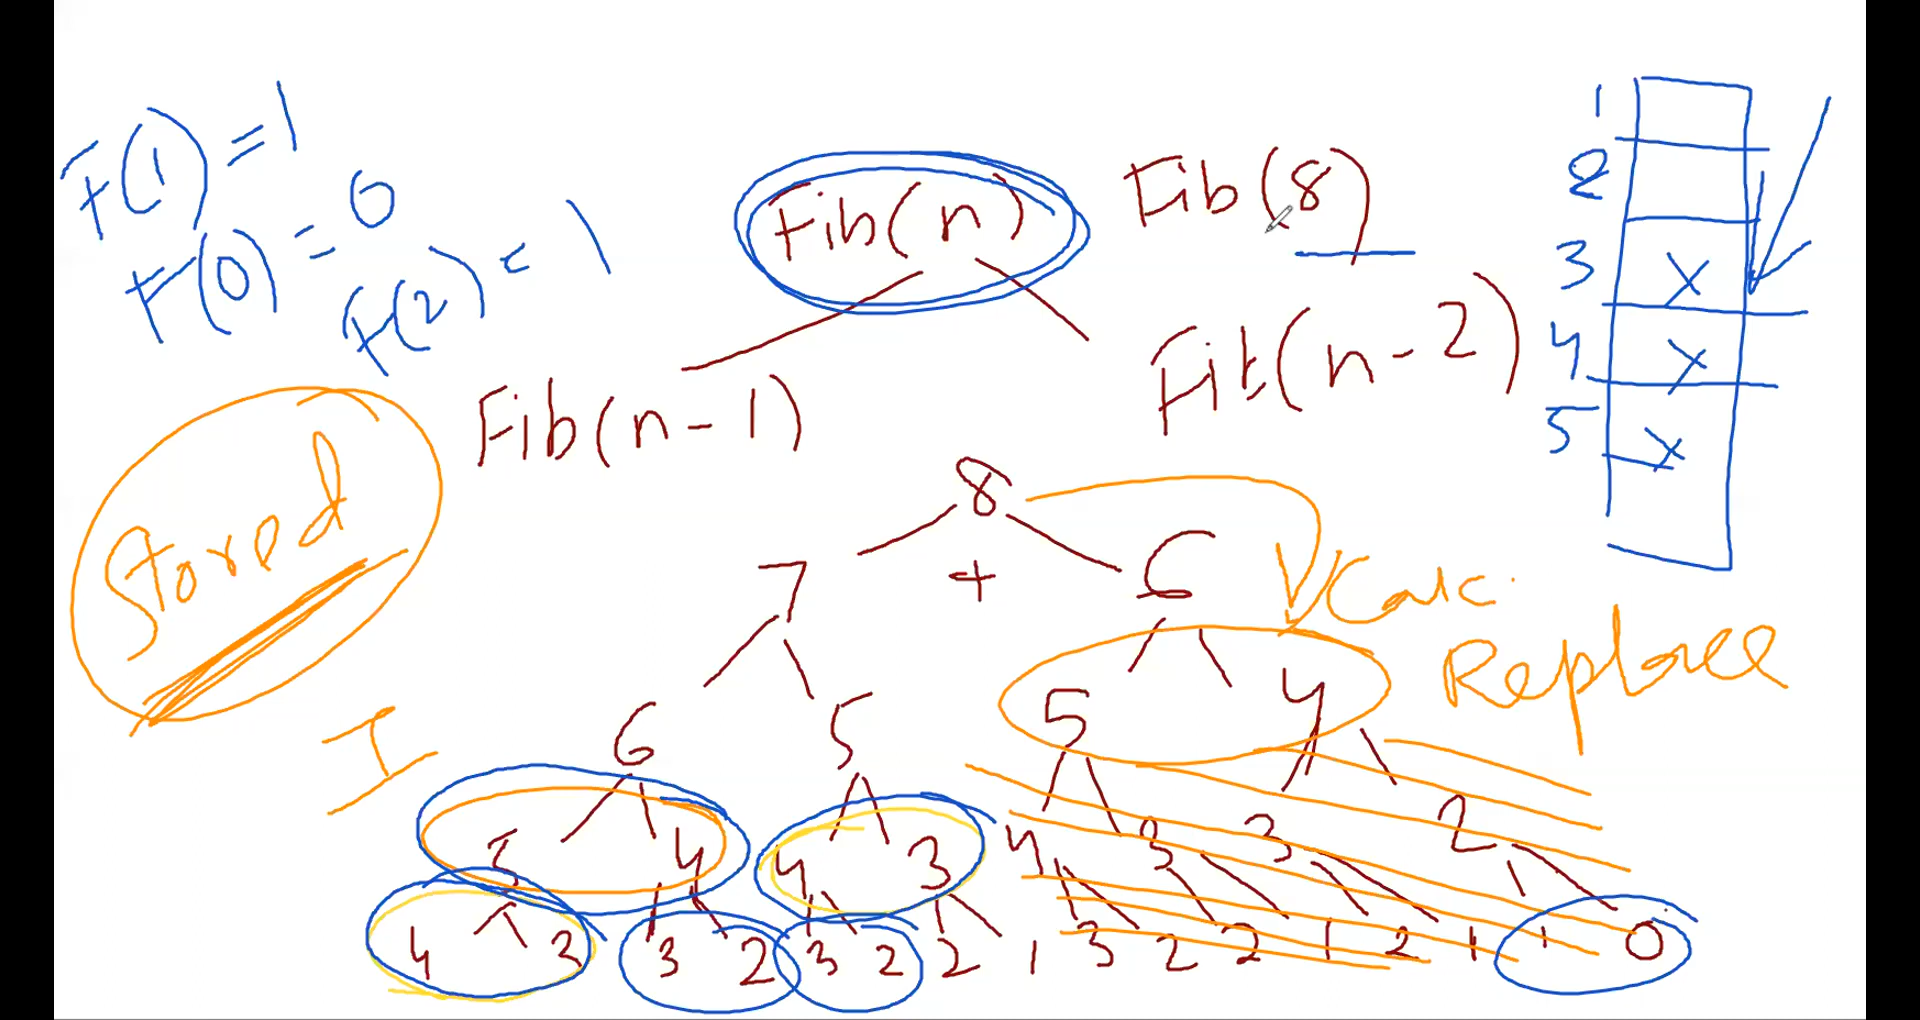 F(1) = 1
F(0) = 0
F(2) = 1
Fib(n)
Fib(8)
Fib(n-1)
Fib(n-2)
1
2
3 x
4 x
5 x
Stored
8
7 + 6
Calc.
Replace
6 5 5 4
I
4 4 3 4 3 3 2
4 3 3 2 3 2 2 1 3 2 2 1 2 1 1 0